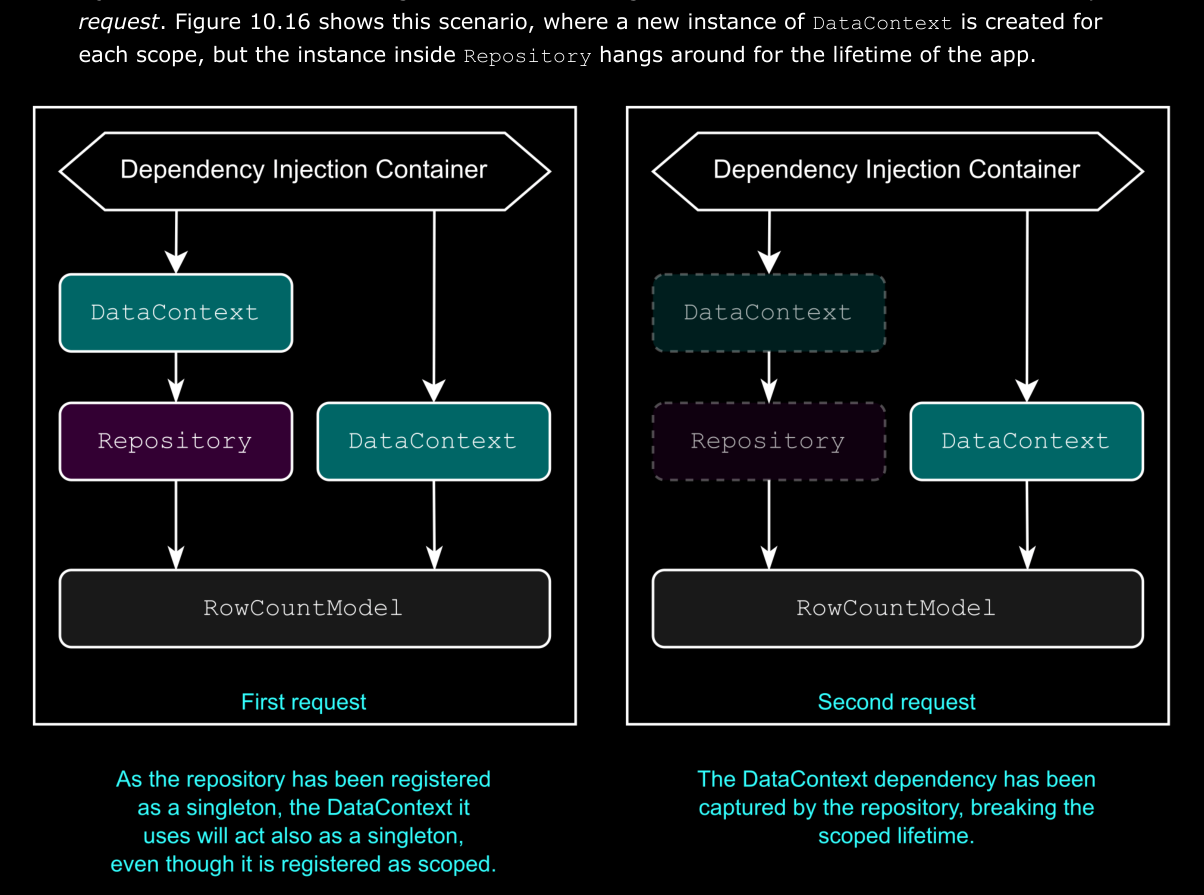 request. Figure 10.16 shows this scenario, where a new instance of DataContext is created for
each scope, but the instance inside Repository hangs around for the lifetime of the app.
Dependency Injection Container
DataContext
Repository
DataContext
RowCountModel
First request
As the repository has been registered
as a singleton, the DataContext it
uses will act also as a singleton,
even though it is registered as scoped.
Dependency Injection Container
DataContext
Repository
DataContext
RowCountModel
Second request
The DataContext dependency has been
captured by the repository, breaking the
scoped lifetime.